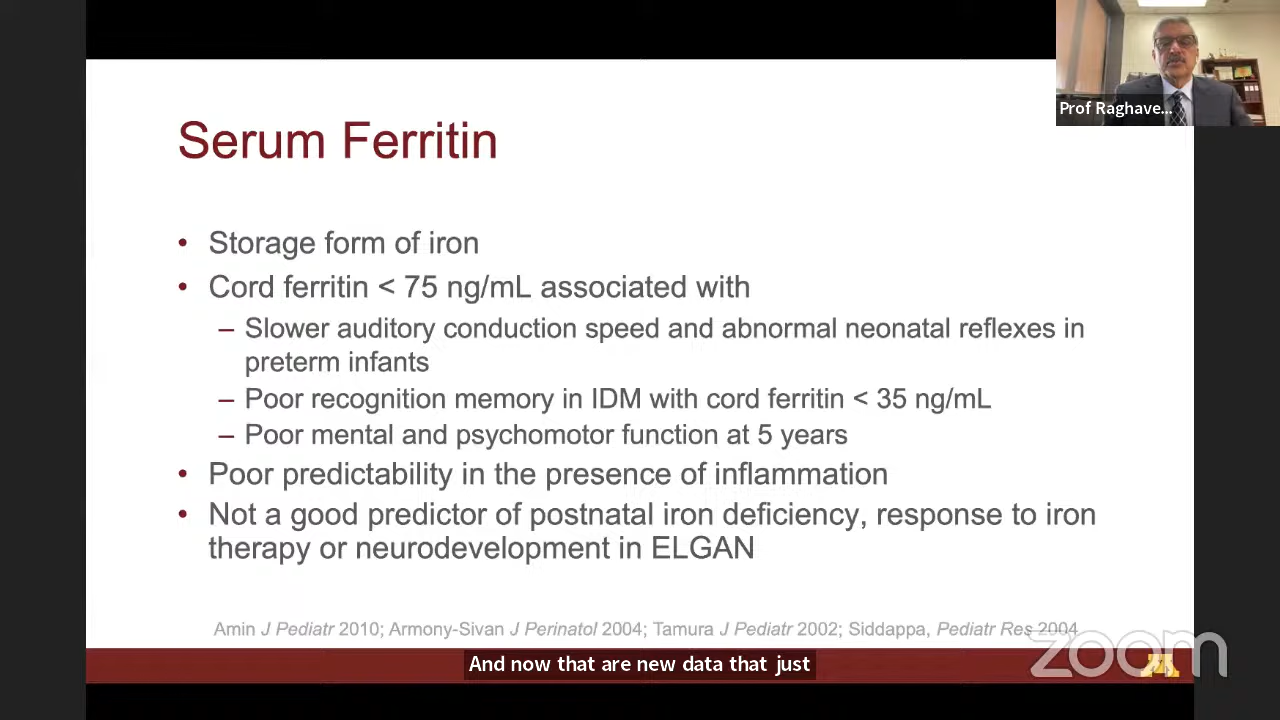 Prof Raghave...
Serum Ferritin
• Storage form of iron
• Cord ferritin < 75 ng/mL associated with
– Slower auditory conduction speed and abnormal neonatal reflexes in
preterm infants
– Poor recognition memory in IDM with cord ferritin < 35 ng/mL
– Poor mental and psychomotor function at 5 years
• Poor predictability in the presence of inflammation
• Not a good predictor of postnatal iron deficiency, response to iron
therapy or neurodevelopment in ELGAN
Amin J Pediatr 2010; Armony-Sivan J Perinatol 2004; Tamura J Pediatr 2002; Siddappa, Pediatr Res 2004
zoom
And now that are new data that just
M